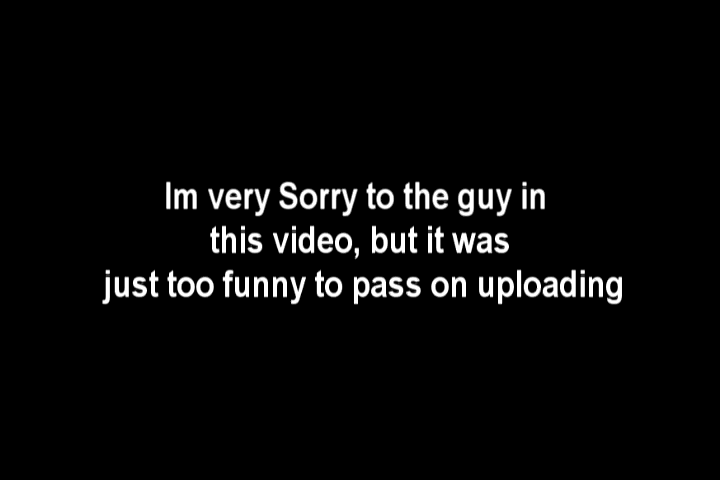 Im very Sorry to the guy in
this video, but it was
just too funny to pass on uploading